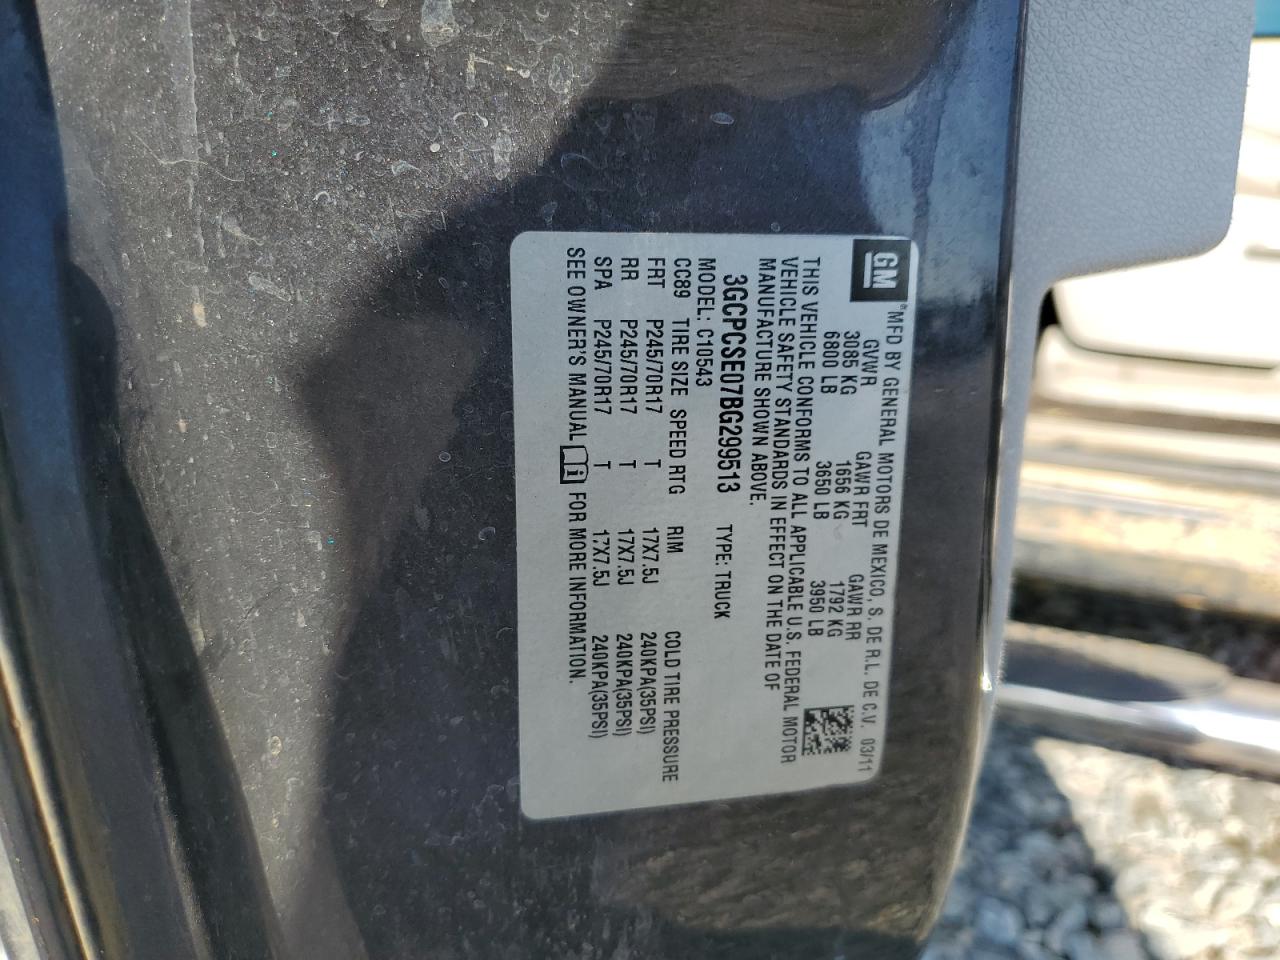 GM
®MFD BY GENERAL MOTORS DE MEXICO, S. DE R.L. DE C.V. 03/11
GVWR GAWR FRT GAWR RR
3085 KG 1656 KG 1792 KG
6800 LB 3650 LB 3950 LB
THIS VEHICLE CONFORMS TO ALL APPLICABLE U.S. FEDERAL MOTOR
VEHICLE SAFETY STANDARDS IN EFFECT ON THE DATE OF
MANUFACTURE SHOWN ABOVE.
3GCPCSE07BG299513 TYPE: TRUCK
MODEL: C10543
CC89 TIRE SIZE SPEED RTG RIM COLD TIRE PRESSURE
FRT P245/70R17 T 17X7.5J 240KPA(35PSI)
RR P245/70R17 T 17X7.5J 240KPA(35PSI)
SPA P245/70R17 T 17X7.5J 240KPA(35PSI)
SEE OWNER'S MANUAL i FOR MORE INFORMATION.